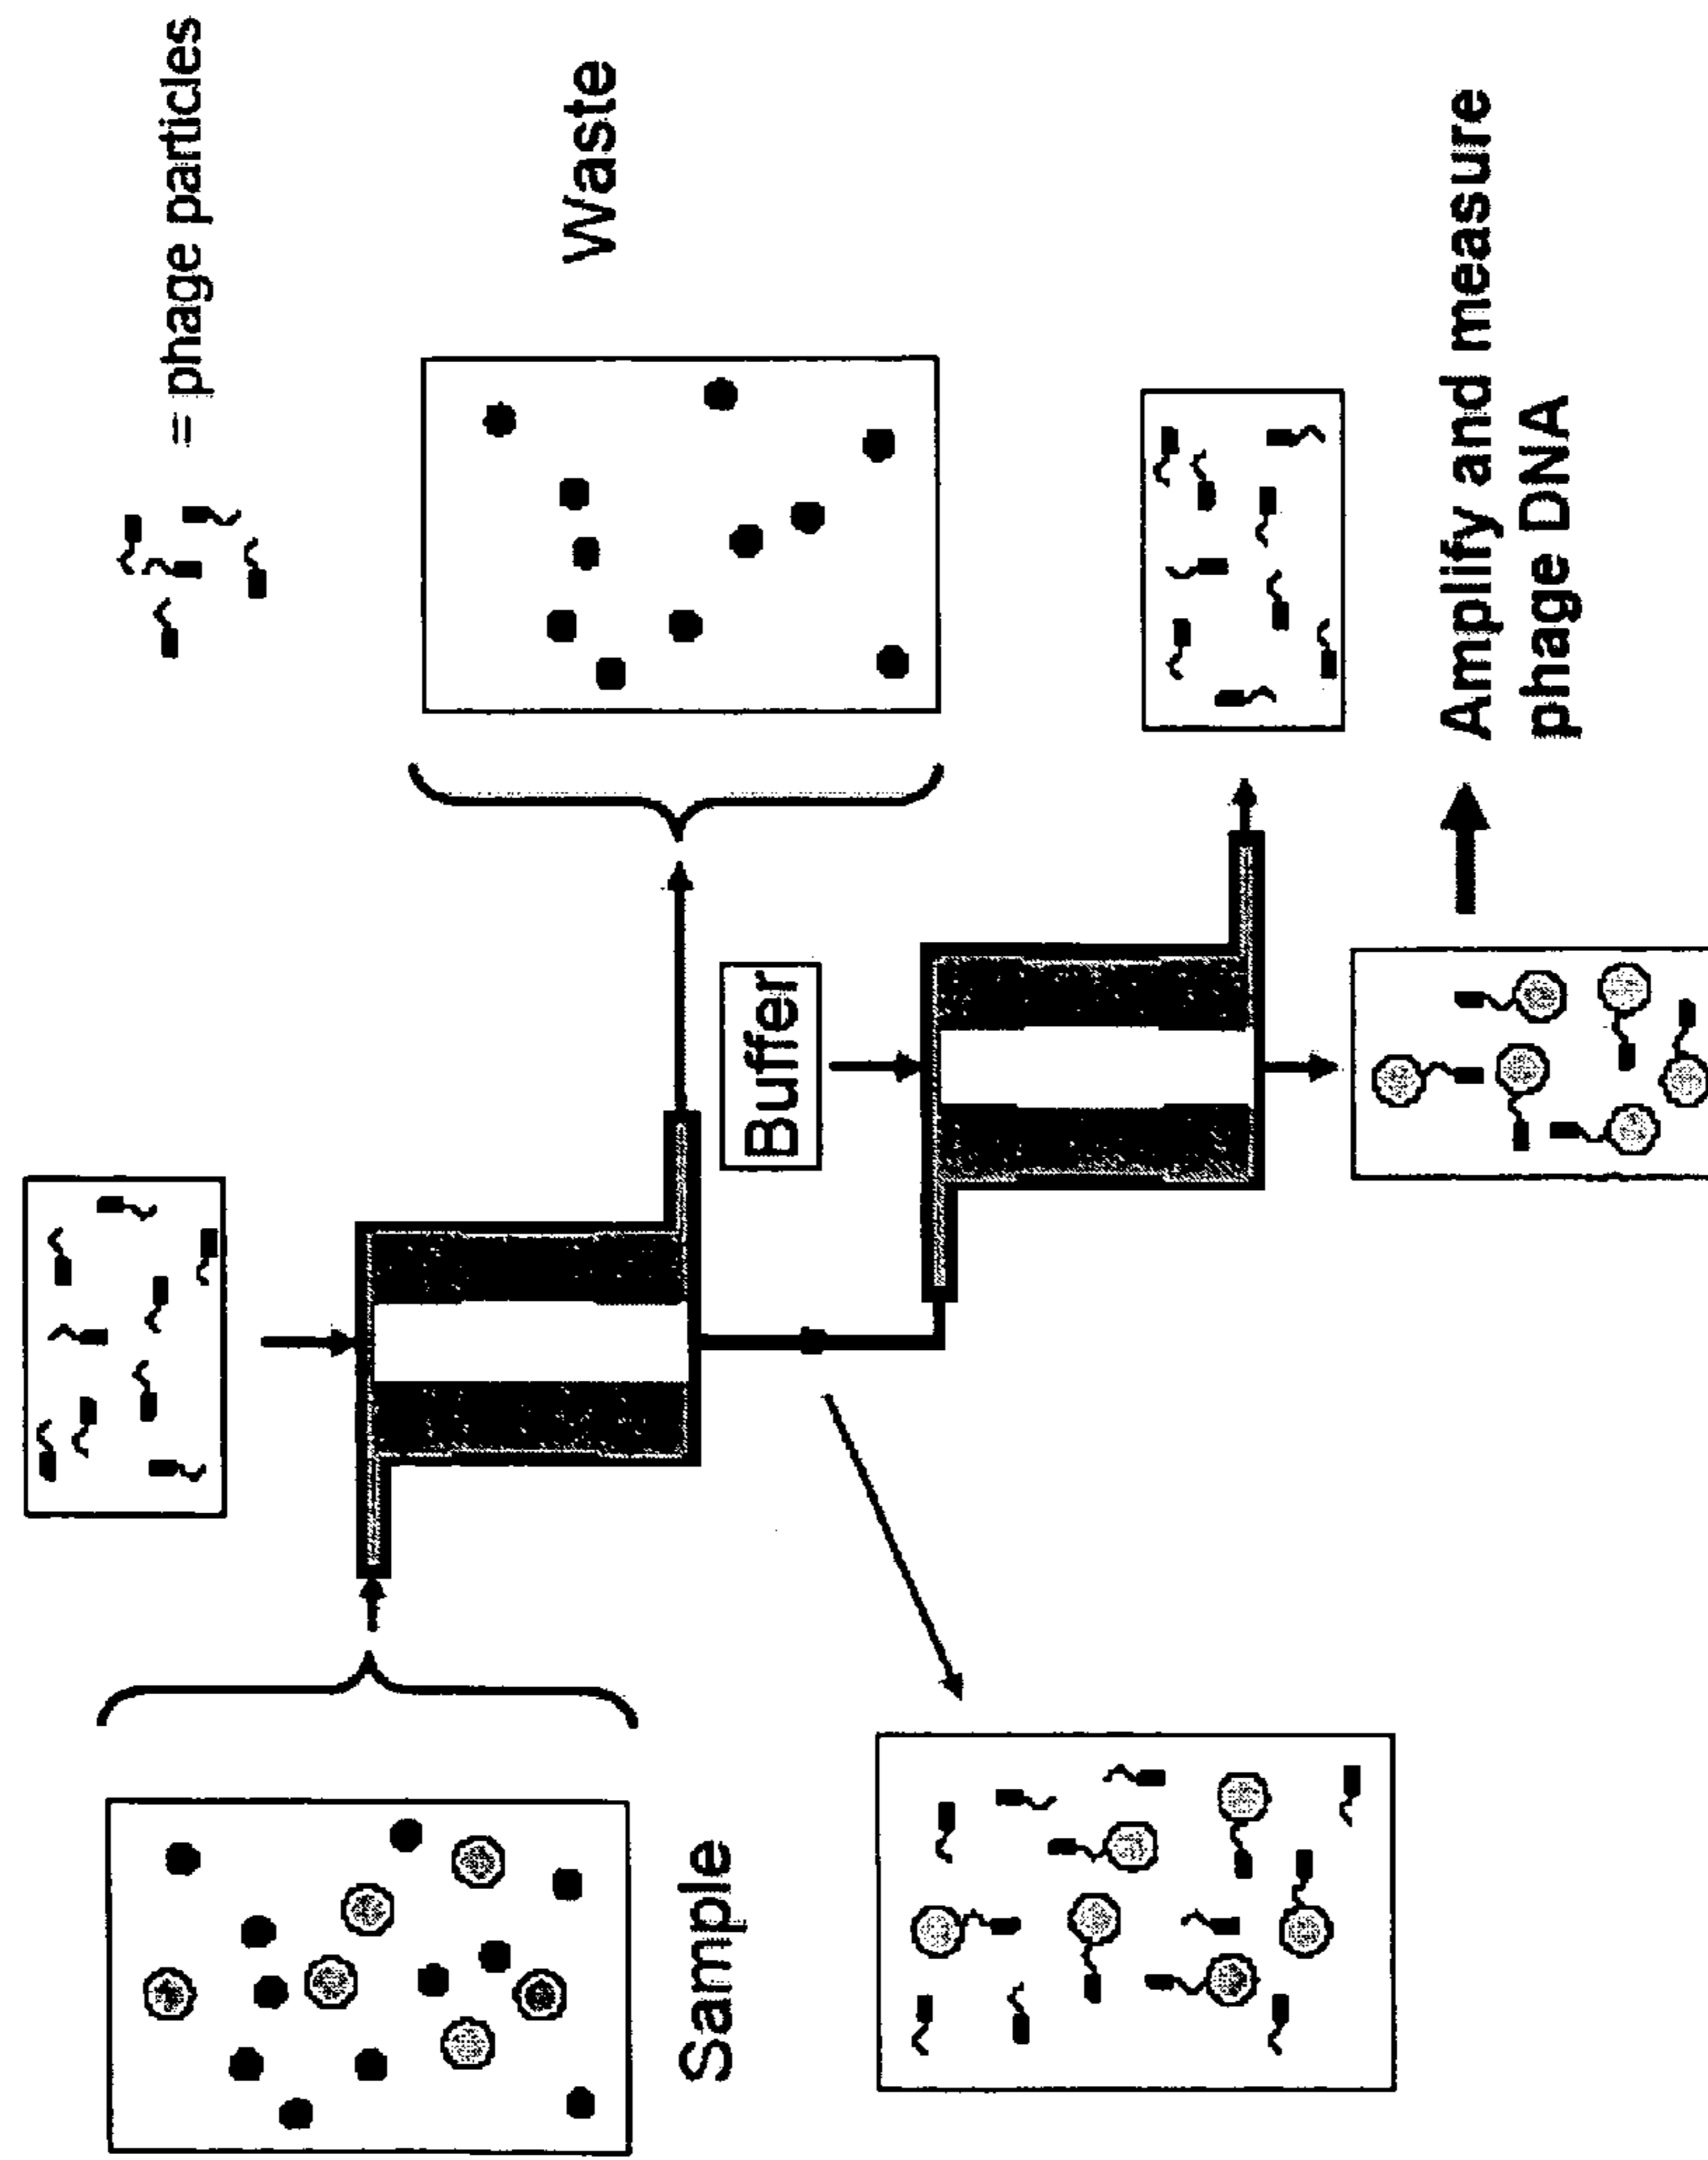 = phage particles
Waste
Buffer
Sample
Amplify and measure
phage DNA